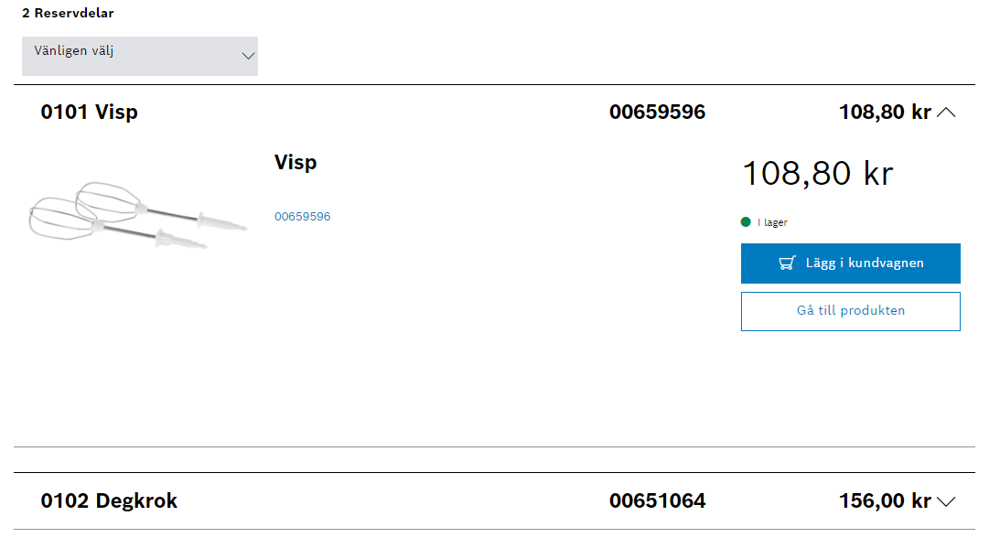 2 Reservdelar
Vänligen välj
0101 Visp 00659596 108,80 kr
Visp
108,80 kr
00659596
I lager
Lägg i kundvagnen
Gå till produkten
0102 Degkrok 00651064 156,00 kr